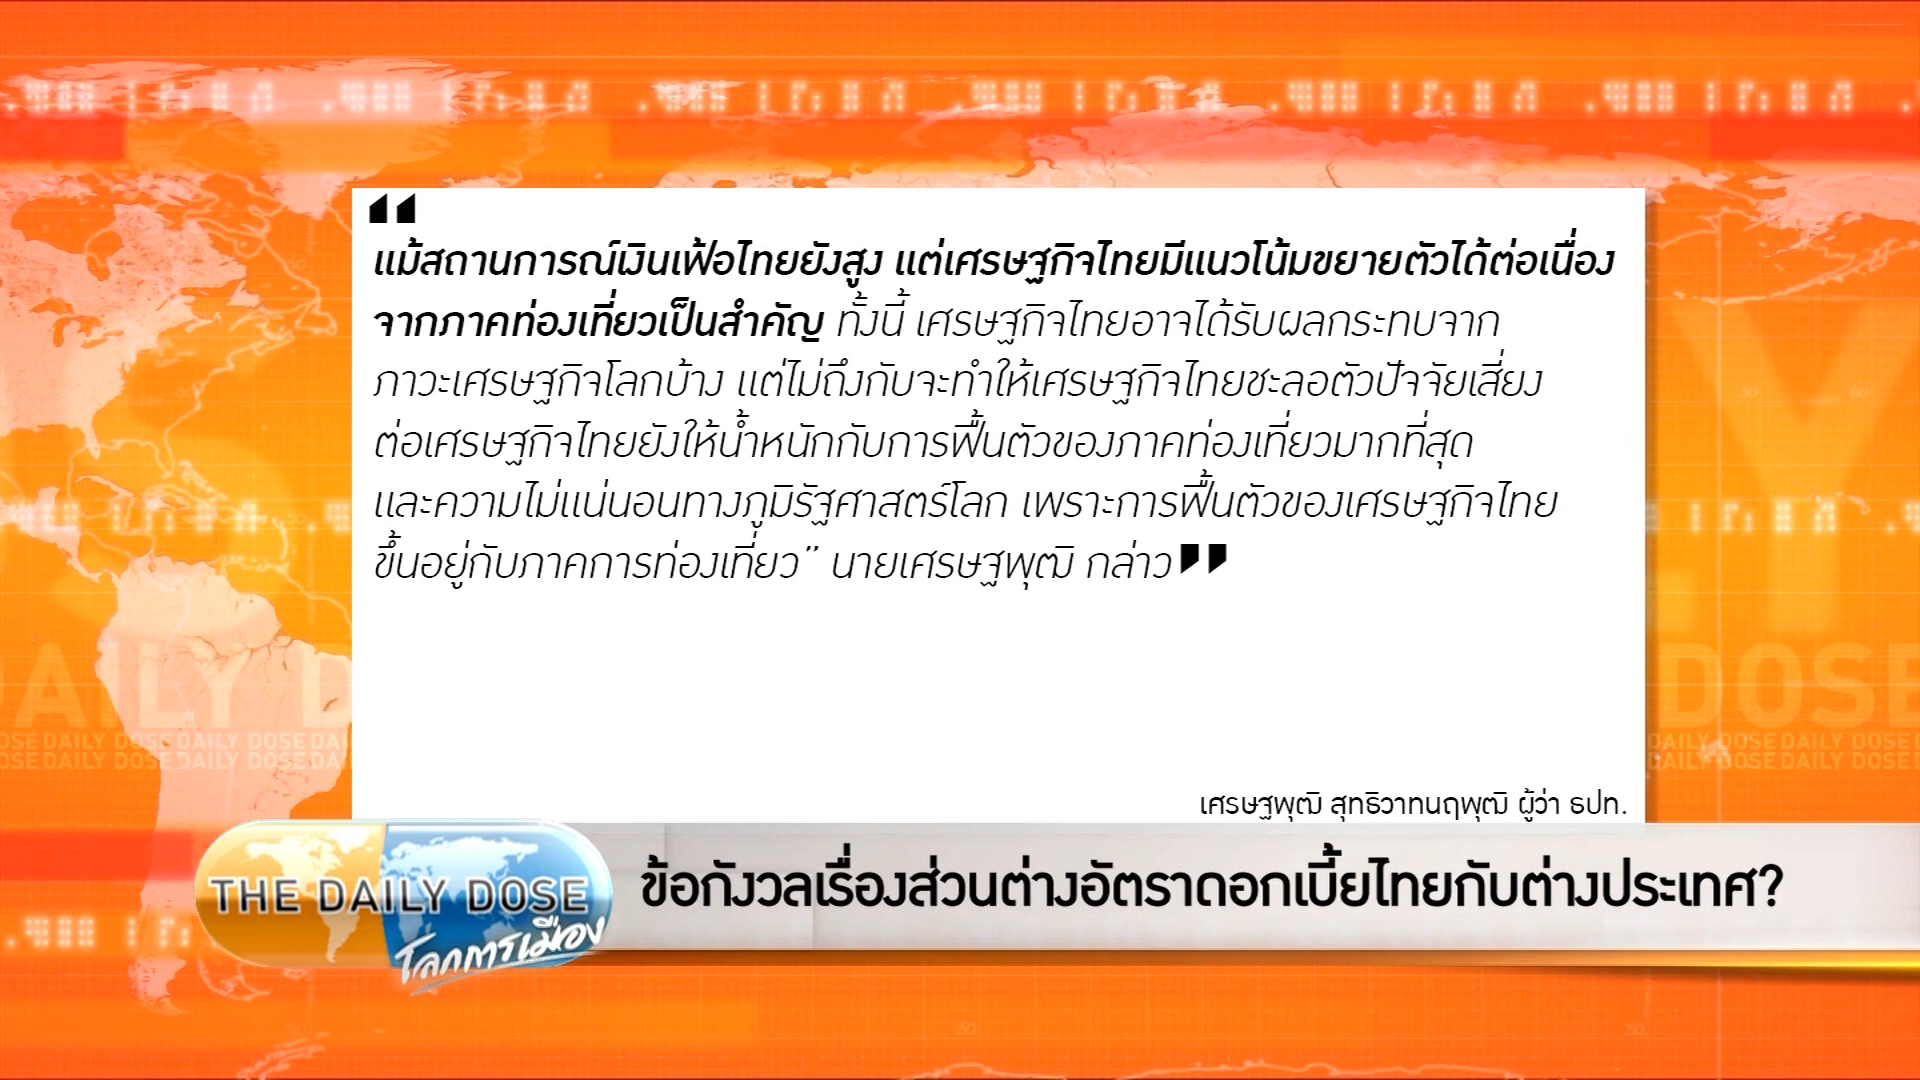 "
แม้สถานการณ์เงินเฟ้อไทยยังสูง แต่เศรษฐกิจไทยมีแนวโน้มขยายตัวได้ต่อเนื่อง
จากภาคท่องเที่ยวเป็นสำคัญ ทั้งนี้ เศรษฐกิจไทยอาจได้รับผลกระทบจาก
ภาวะเศรษฐกิจโลกบ้าง แต่ไม่ถึงกับจะทำให้เศรษฐกิจไทยชะลอตัวปัจจัยเสี่ยง
ต่อเศรษฐกิจไทยยังให้น้ำหนักกับการฟื้นตัวของภาคท่องเที่ยวมากที่สุด
และความไม่แน่นอนทางภูมิรัฐศาสตร์โลก เพราะการฟื้นตัวของเศรษฐกิจไทย
ขึ้นอยู่กับภาคการท่องเที่ยว” นายเศรษฐพุฒิ กล่าว"
เศรษฐพุฒิ สุทธิวาทนฤพุฒิ ผู้ว่า ธปท.
THE DAILY DOSE
โลกการเมือง
ข้อกังวลเรื่องส่วนต่างอัตราดอกเบี้ยไทยกับต่างประเทศ?
DAILY DOSE
DAILY DOSE DAILY DOSE
DAILY DOSE DAILY DOSE